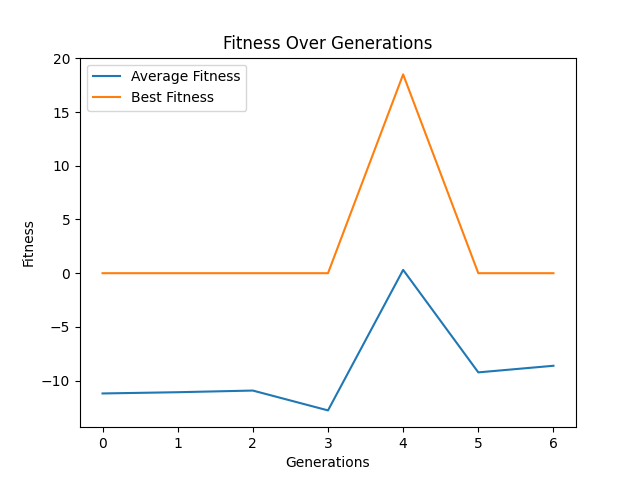 Fitness Over Generations
Average Fitness
Best Fitness
Fitness
20
15
10
5
0
−5
−10
0 1 2 3 4 5 6
Generations